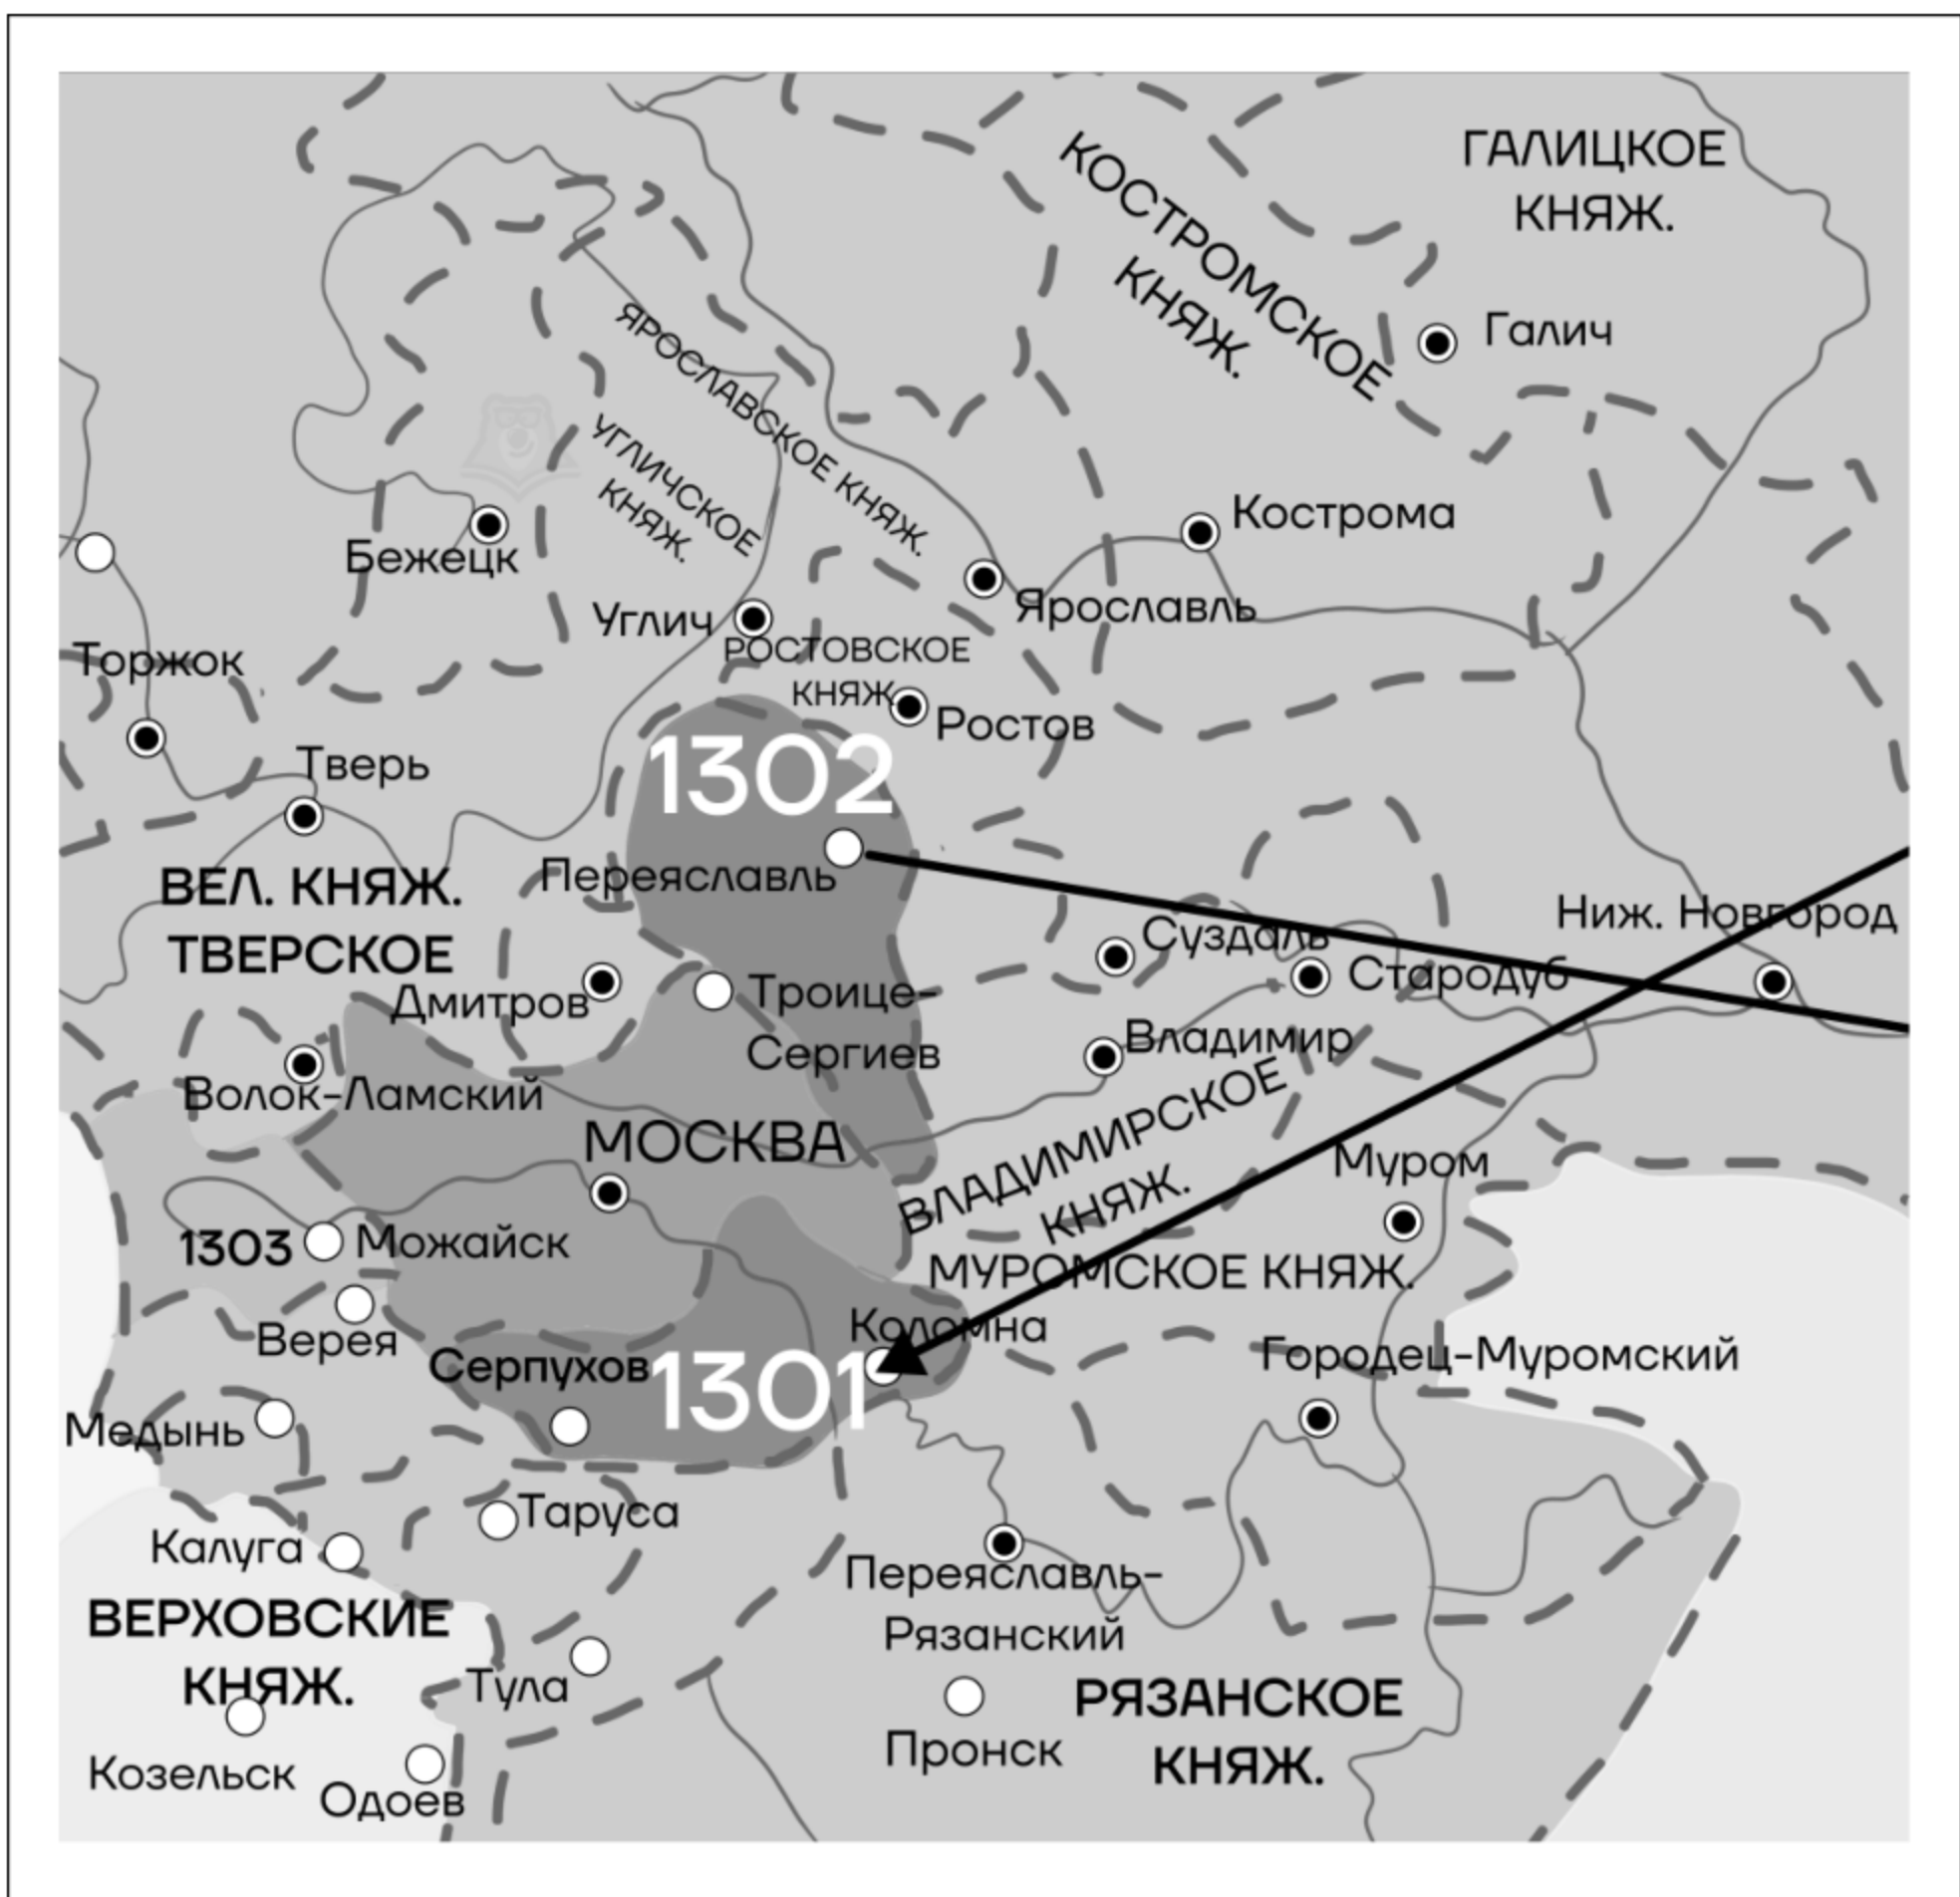 ГАЛИЦКОЕ
КНЯЖ.
КОСТРОМСКОЕ
КНЯЖ.
Галич
ЯРОСЛАВСКОЕ КНЯЖ.
УГЛИЧСКОЕ
КНЯЖ.
Бежецк
Кострома
Ярославль
Углич
РОСТОВСКОЕ
КНЯЖ.
Ростов
Торжок
Тверь
1302
Переяславль
ВЕЛ. КНЯЖ.
ТВЕРСКОЕ
Ниж. Новгород
Суздаль
Стародуб
Дмитров
Троице-
Сергиев
Владимир
Волок-Ламский
МОСКВА
ВЛАДИМИРСКОЕ
КНЯЖ.
Муром
1303
Можайск
МУРОМСКОЕ КНЯЖ.
Верея
Коломна
Серпухов
1301
Городец-Муромский
Медынь
Таруса
Калуга
Переяславль-
Рязанский
ВЕРХОВСКИЕ
КНЯЖ.
Тула
Козельск
Одоев
Пронск
РЯЗАНСКОЕ
КНЯЖ.